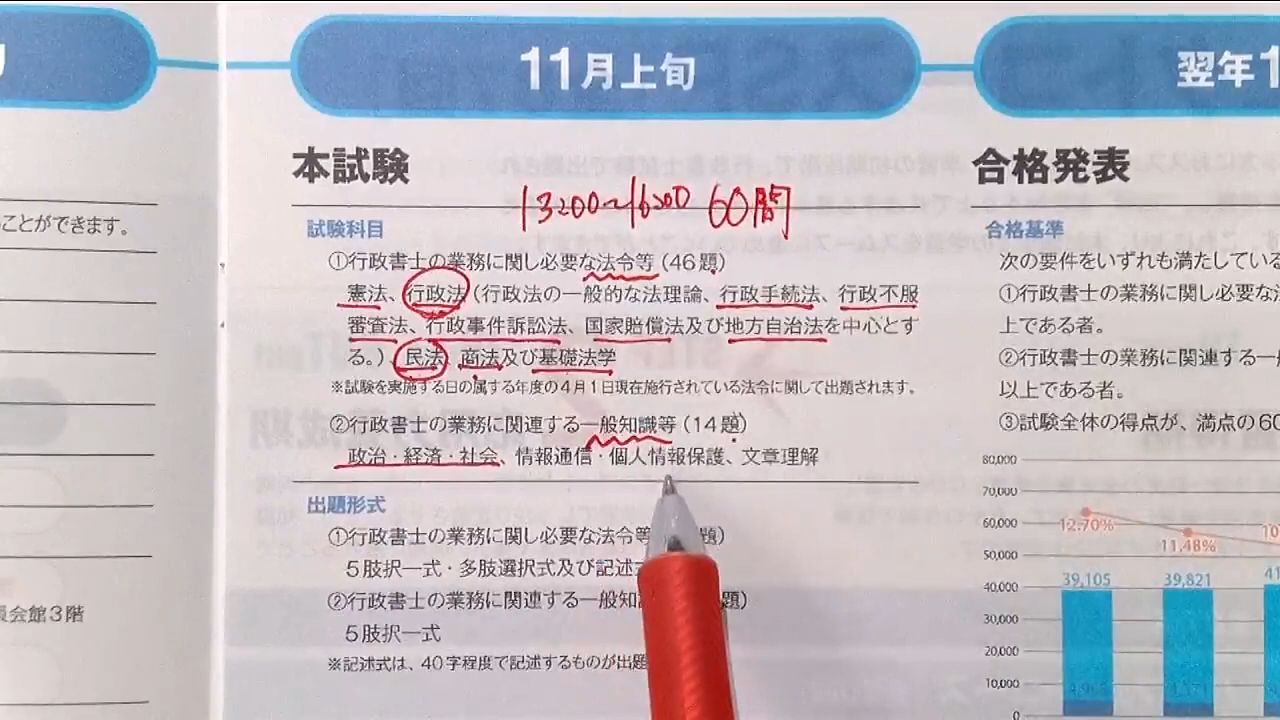 11月上旬
翌年1
本試験
合格発表
13:00~16:00 60問
ことができます。
試験科目
①行政書士の業務に関し必要な法令等(46題)
憲法、行政法(行政法の一般的な法理論、行政手続法、行政不服
審査法、行政事件訴訟法、国家賠償法及び地方自治法を中心とす
る。)、民法、商法及び基礎法学
※試験を実施する日の属する年度の4月1日現在施行されている法令に関して出題されます。
②行政書士の業務に関連する一般知識等(14題)
政治・経済・社会、情報通信・個人情報保護、文章理解
出題形式
①行政書士の業務に関し必要な法令等 題)
5肢択一式・多肢選択式及び記述式
②行政書士の業務に関連する一般知 題)
5肢択一式
※記述式は、40字程度で記述するものが出題
会館3階
合格基準
次の要件をいずれも満たしている
①行政書士の業務に関し必要な
上である者。
②行政書士の業務に関連する一
以上である者。
③試験全体の得点が、満点の60
80,000
70,000
60,000
50,000
40,000
30,000
20,000
10,000
0
12.70%
11.48%
10
39,105
39,821
41